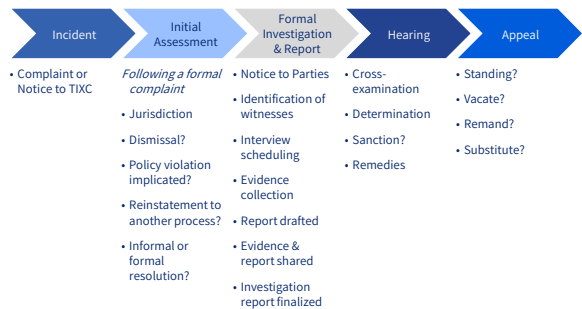 Incident
Initial
Assessment
Formal
Investigation
& Report
Hearing
Appeal
• Complaint or
Notice to TIXC
Following a formal
complaint
• Jurisdiction
• Dismissal?
• Policy violation
implicated?
• Reinstatement to
another process?
• Informal or
formal
resolution?
• Notice to Parties
• Identification of
witnesses
• Interview
scheduling
• Evidence
collection
• Report drafted
• Evidence &
report shared
• Investigation
report finalized
• Cross-
examination
• Determination
• Sanction?
• Remedies
• Standing?
• Vacate?
• Remand?
• Substitute?